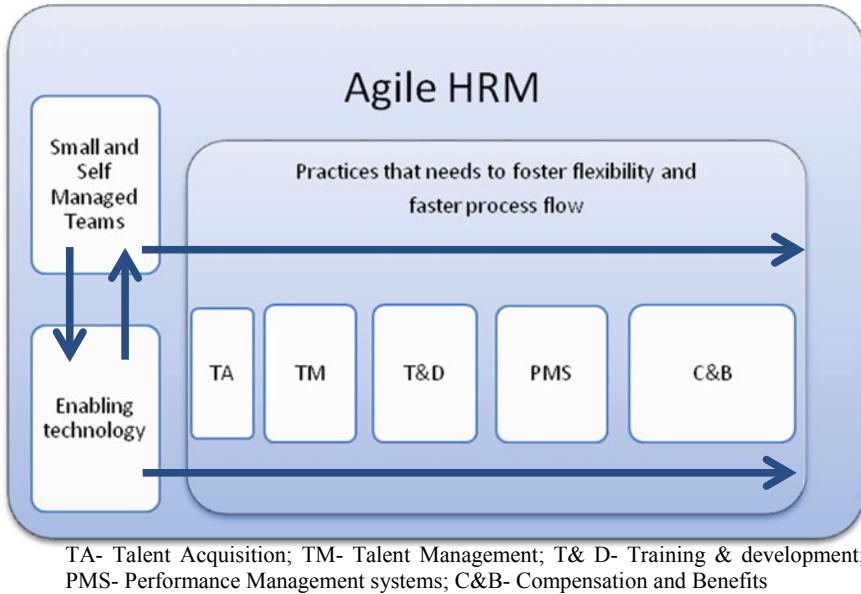 Agile HRM
Small and
Self
Managed
Teams
Practices that needs to foster flexibility and
faster process flow
Enabling
technology
TA
TM
T&D
PMS
C&B
TA- Talent Acquisition; TM- Talent Management; T& D- Training & development;
PMS- Performance Management systems; C&B- Compensation and Benefits